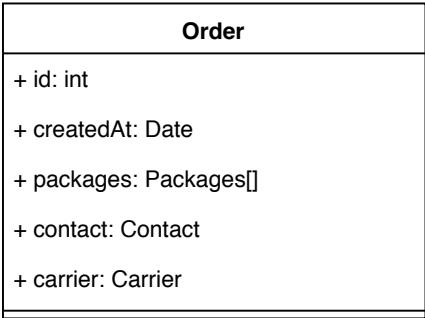 Order
+ id: int
+ createdAt: Date
+ packages: Packages[]
+ contact: Contact
+ carrier: Carrier